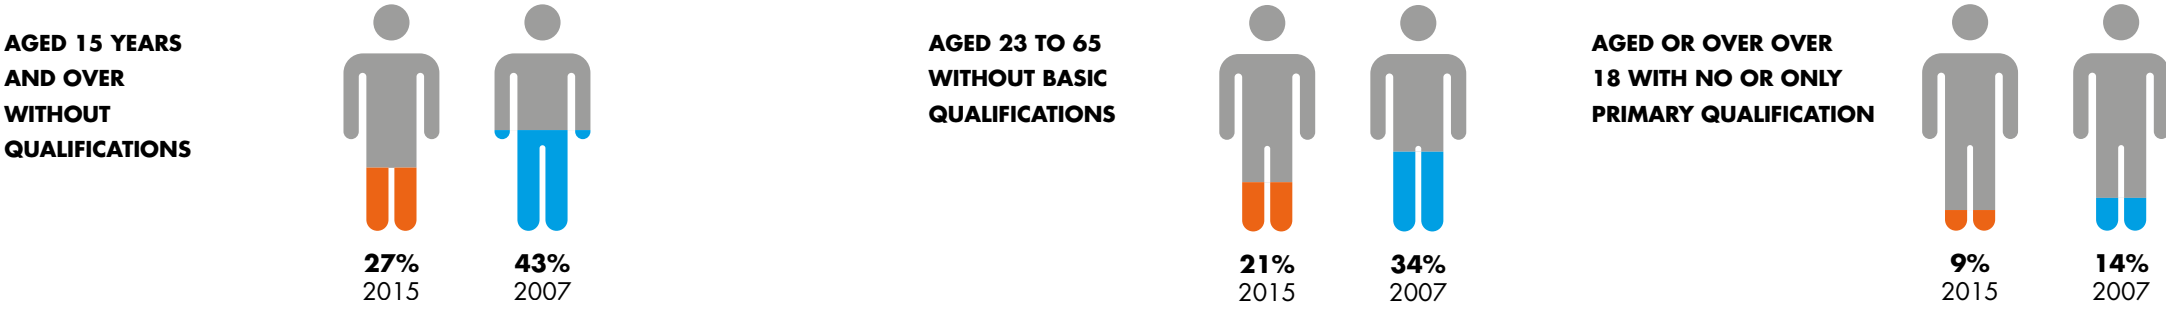 AGED 15 YEARS
AND OVER
WITHOUT
QUALIFICATIONS
27%
2015
43%
2007
AGED 23 TO 65
WITHOUT BASIC
QUALIFICATIONS
21%
2015
34%
2007
AGED OR OVER OVER
18 WITH NO OR ONLY
PRIMARY QUALIFICATION
9%
2015
14%
2007